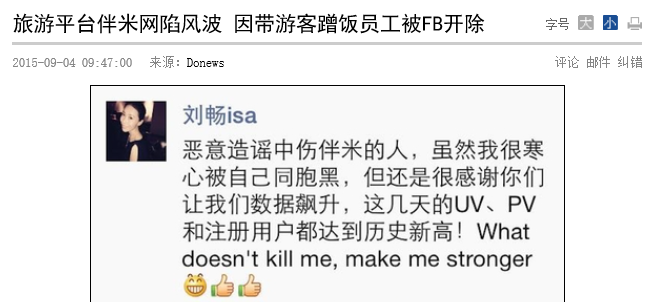 旅游平台伴米网陷风波 因带游客蹭饭员工被FB开除
字号 大 小
2015-09-04 09:47:00 来源：Donews
评论 邮件 纠错
刘畅isa
恶意造谣中伤伴米的人，虽然我很寒
心被自己同胞黑，但还是很感谢你们
让我们数据飙升，这几天的UV、PV
和注册用户都达到历史新高！What
doesn't kill me, make me stronger